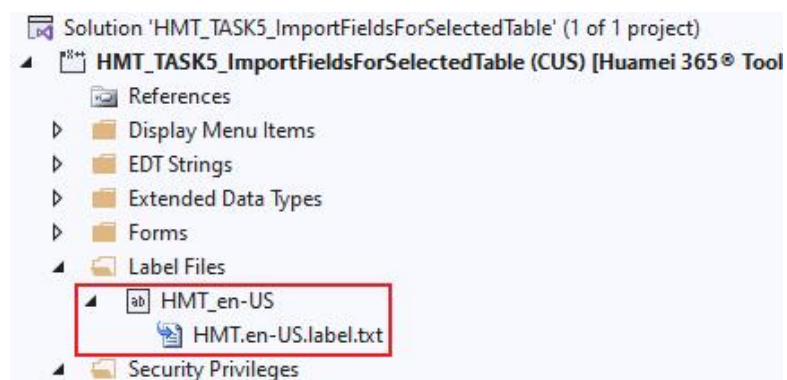 Solution 'HMT_TASK5_ImportFieldsForSelectedTable' (1 of 1 project)
HMT_TASK5_ImportFieldsForSelectedTable (CUS) [Huamei 365® Tool
References
Display Menu Items
EDT Strings
Extended Data Types
Forms
Label Files
HMT_en-US
HMT.en-US.label.txt
Security Privileges